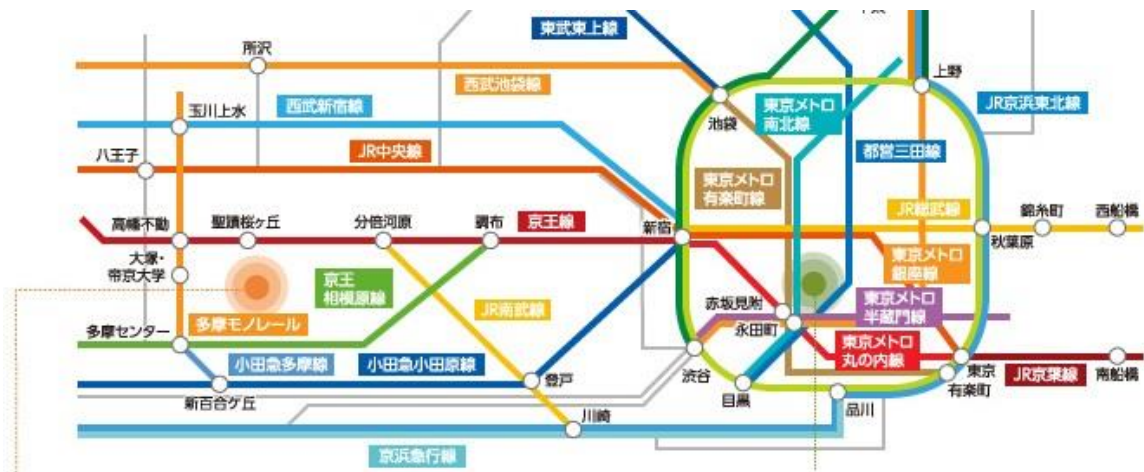 東武東上線
所沢
西武池袋線
上野
玉川上水
西武新宿線
池袋
東京メトロ
南北線
JR京浜東北線
八王子
JR中央線
都営三田線
東京メトロ
有楽町線
JR総武線
錦糸町
西船橋
高幡不動
聖蹟桜ヶ丘
分倍河原
調布
京王線
新宿
秋葉原
大塚・
帝京大学
京王
相模原線
東京メトロ
銀座線
多摩モノレール
JR南武線
赤坂見附
東京メトロ
半蔵門線
多摩センター
永田町
小田急多摩線
小田急小田原線
東京メトロ
丸の内線
渋谷
東京
有楽町
JR京葉線
南船橋
新百合ケ丘
登戸
目黒
品川
川崎
京浜急行線